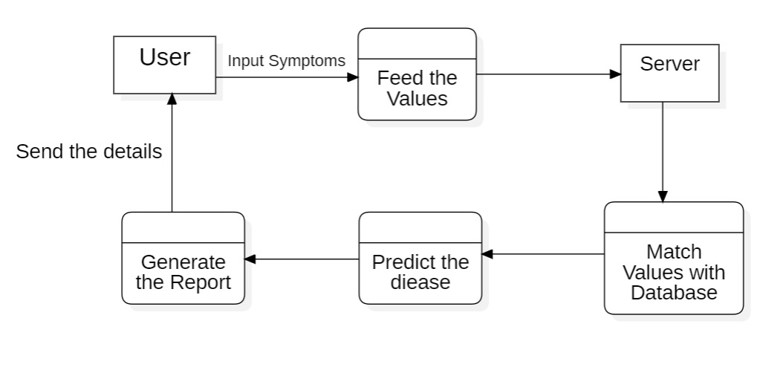 User
Input Symptoms
Feed the
Values
Server
Send the details
Generate
the Report
Predict the
diease
Match
Values with
Database